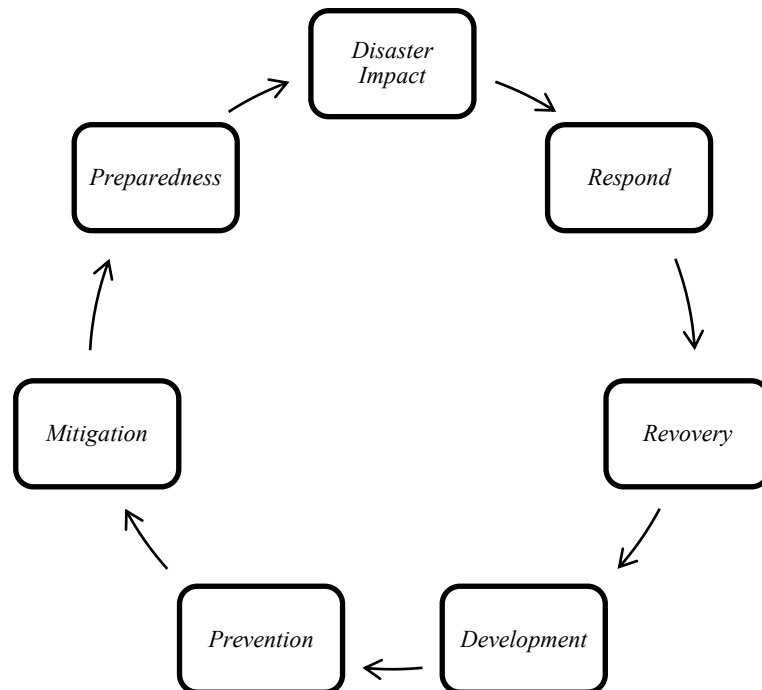 Disaster
Impact
Respond
Revovery
Development
Prevention
Mitigation
Preparedness